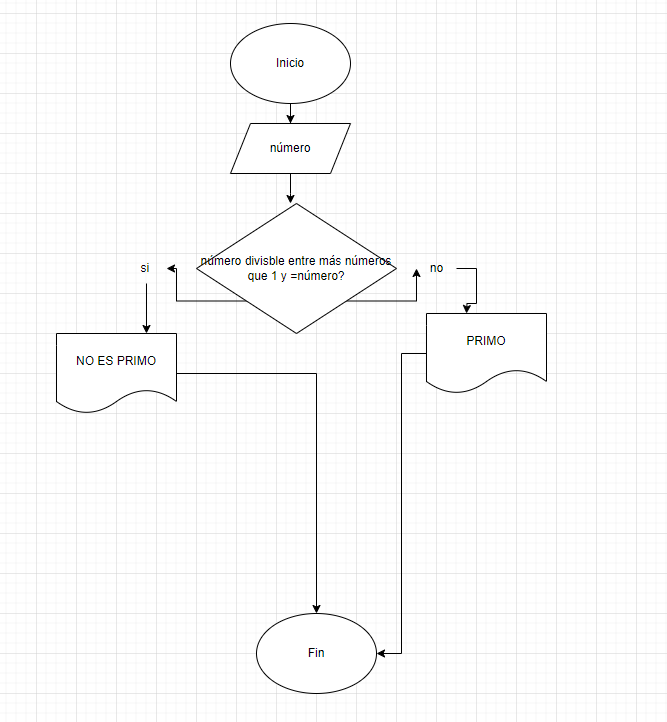 Inicio
número
número divisble entre más números
que 1 y =número?
si
no
PRIMO
NO ES PRIMO
Fin